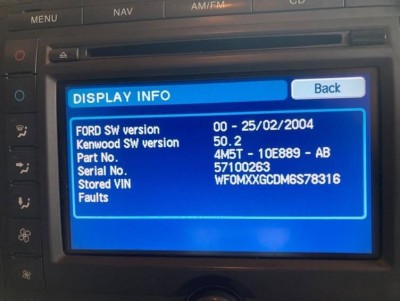 MENU NAV AM/FM CD
DISPLAY INFO Back
FORD SW version 00 - 25/02/2004
Kenwood SW version 50.2
Part No. 4M5T - 10E889 - AB
Serial No. 57100263
Stored VIN WF0MXXGCDM6S78316
Faults